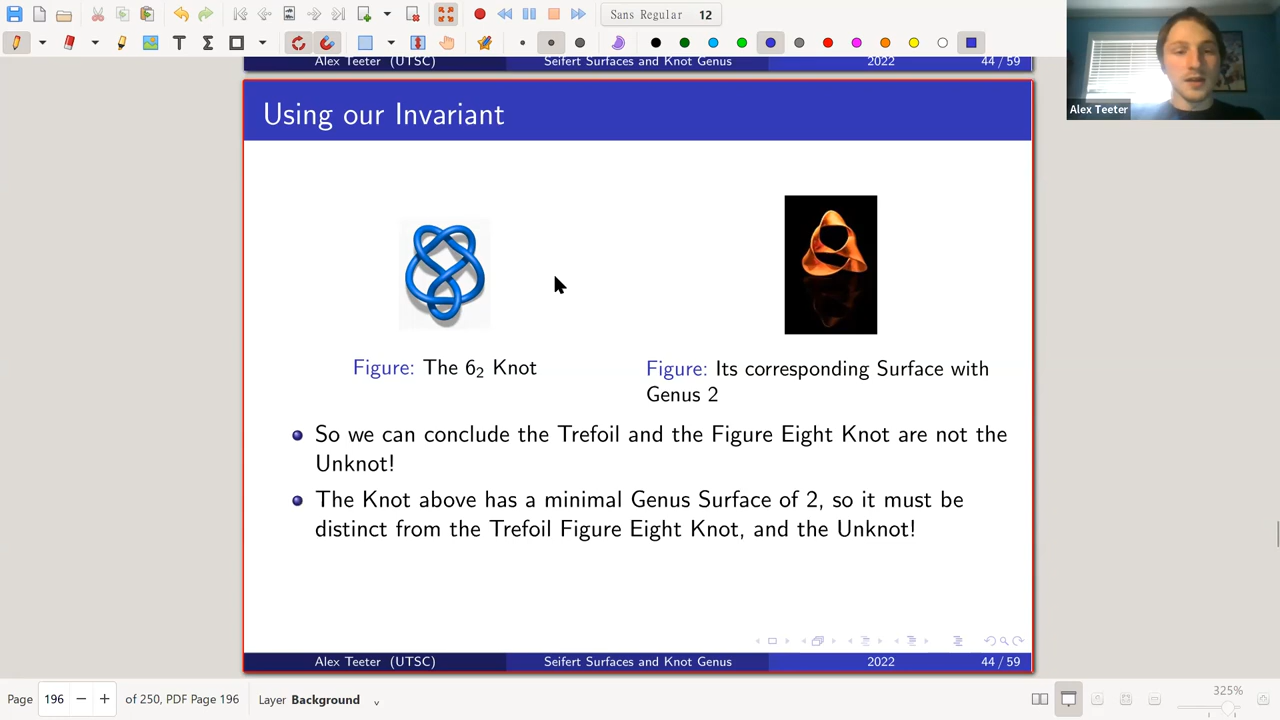 Sans Regular 12
Alex Teeter (UTSC) Seifert Surfaces and Knot Genus 2022 44 / 59
Alex Teeter
Using our Invariant
Figure: The 6₂ Knot
Figure: Its corresponding Surface with
Genus 2
So we can conclude the Trefoil and the Figure Eight Knot are not the
Unknot!
The Knot above has a minimal Genus Surface of 2, so it must be
distinct from the Trefoil Figure Eight Knot, and the Unknot!
Alex Teeter (UTSC) Seifert Surfaces and Knot Genus 2022 44 / 59
Page 196 of 250, PDF Page 196 Layer Background 325%